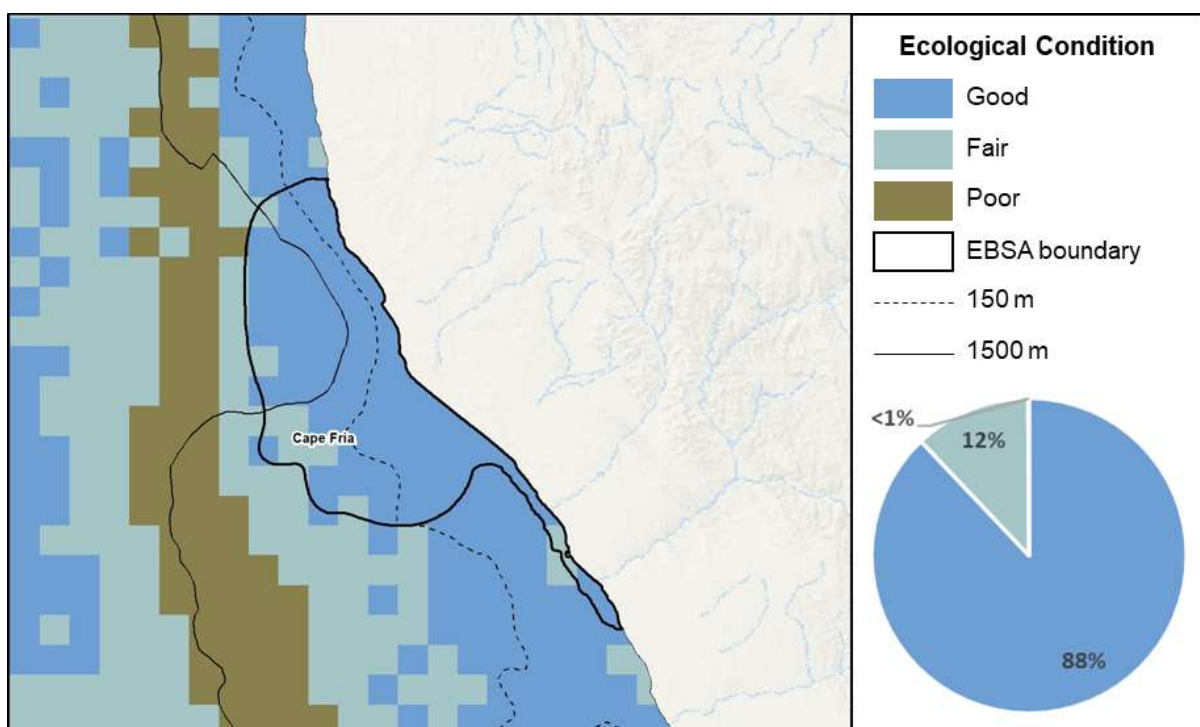 Cape Fria
Ecological Condition
Good
Fair
Poor
EBSA boundary
150 m
1500 m
<1%
12%
88%